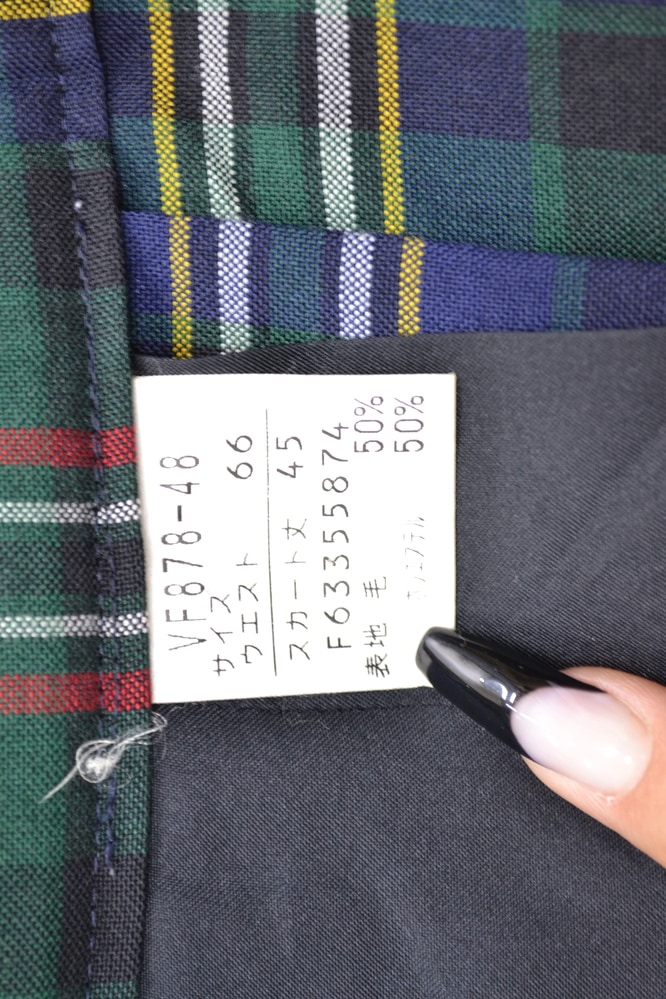 VF878-48
サイズ
ウエスト 66
スカート丈 45
F63355874
表地 毛 50%
ポリエステル 50%